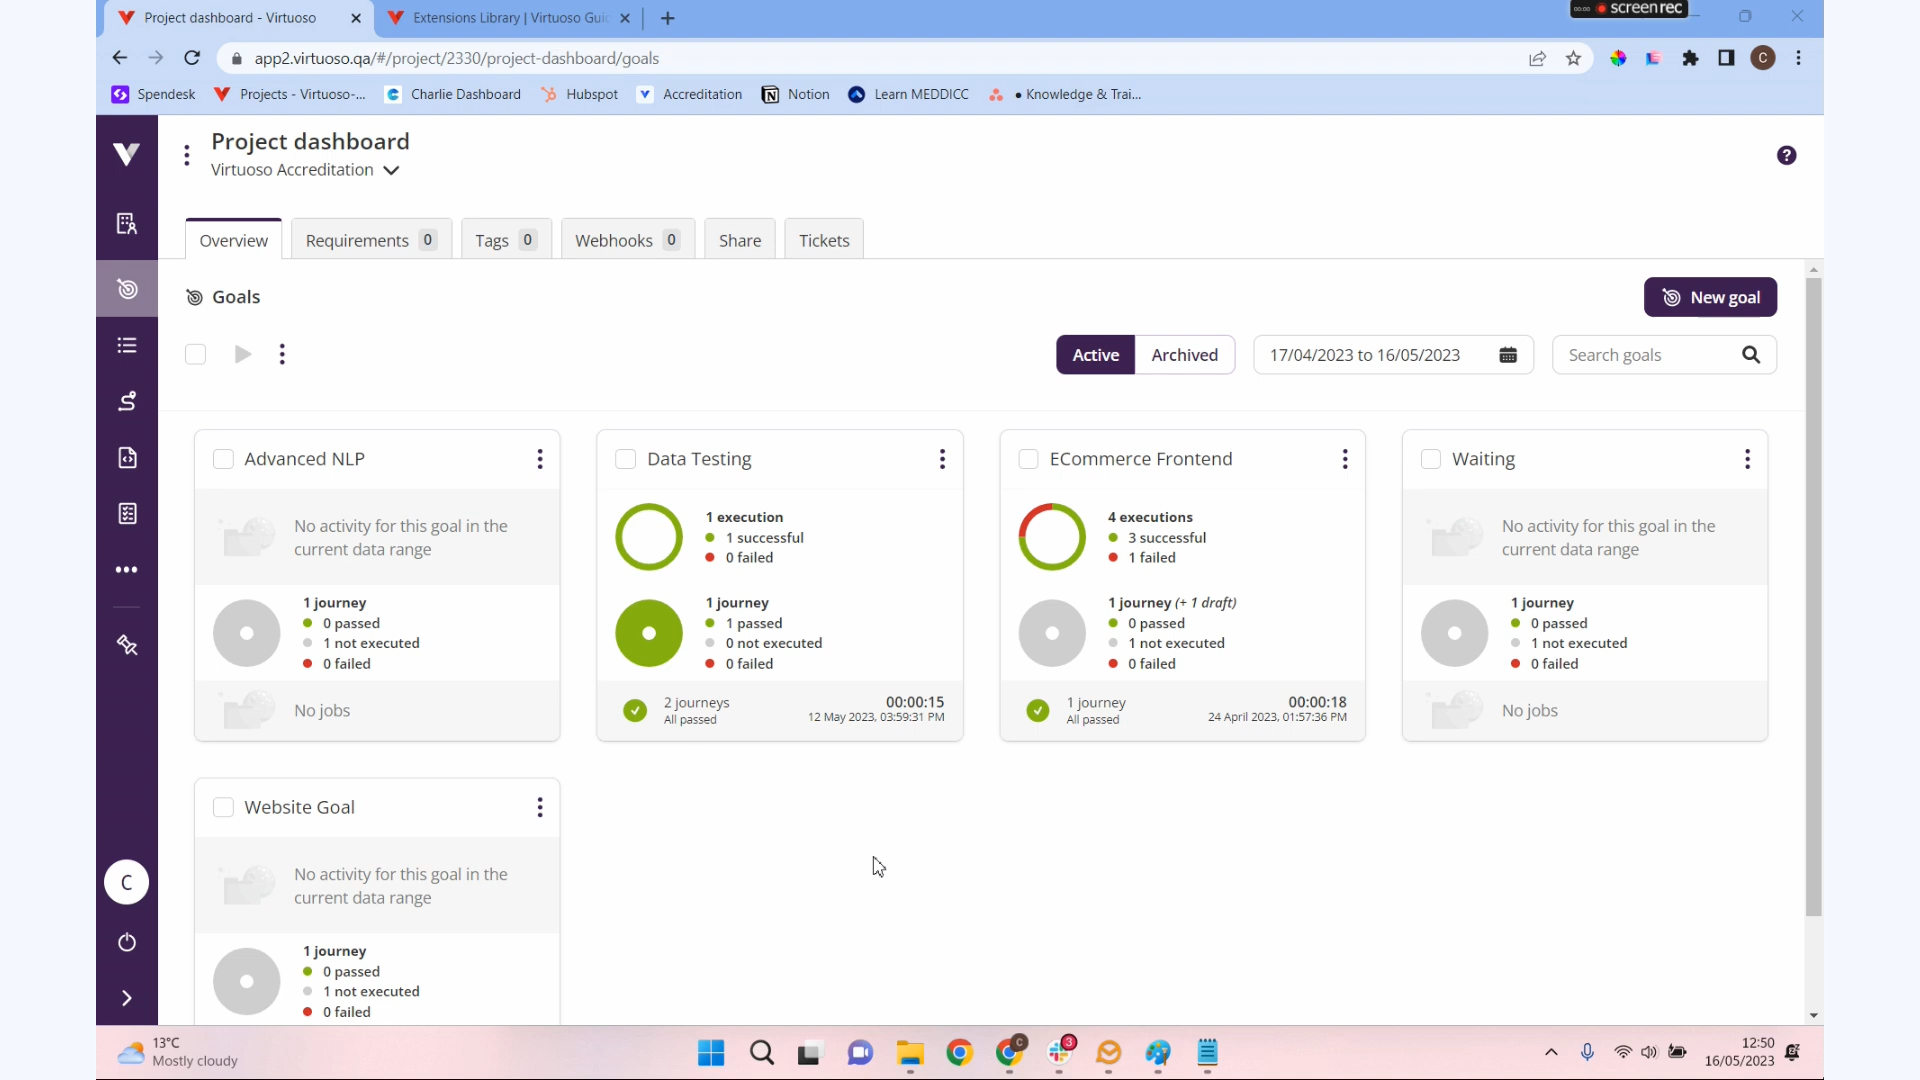 Project dashboard - Virtuoso
Extensions Library | Virtuoso Gui
00:00 screenrec
app2.virtuoso.qa/#/project/2330/project-dashboard/goals
C
Spendesk
Projects - Virtuoso-...
Charlie Dashboard
Hubspot
Accreditation
Notion
Learn MEDDICC
• Knowledge & Trai...
Project dashboard
Virtuoso Accreditation
?
Overview
Requirements 0
Tags 0
Webhooks 0
Share
Tickets
Goals
New goal
Active
Archived
17/04/2023 to 16/05/2023
Search goals
Advanced NLP
No activity for this goal in the
current data range
1 journey
0 passed
1 not executed
0 failed
No jobs
Data Testing
1 execution
1 successful
0 failed
1 journey
1 passed
0 not executed
0 failed
2 journeys
All passed
00:00:15
12 May 2023, 03:59:31 PM
ECommerce Frontend
4 executions
3 successful
1 failed
1 journey (+ 1 draft)
0 passed
1 not executed
0 failed
1 journey
All passed
00:00:18
24 April 2023, 01:57:36 PM
Waiting
No activity for this goal in the
current data range
1 journey
0 passed
1 not executed
0 failed
No jobs
Website Goal
No activity for this goal in the
current data range
1 journey
0 passed
1 not executed
0 failed
C
13°C
Mostly cloudy
C
3
12:50
16/05/2023